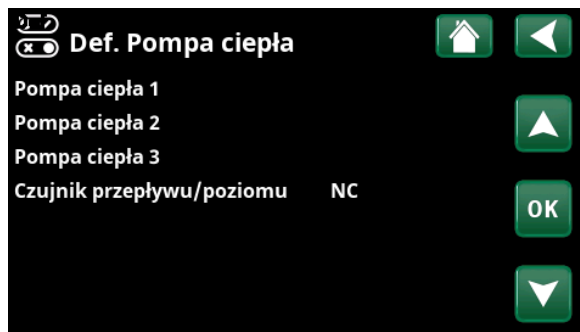 Def. Pompa ciepła
Pompa ciepła 1
Pompa ciepła 2
Pompa ciepła 3
Czujnik przepływu/poziomu NC
OK